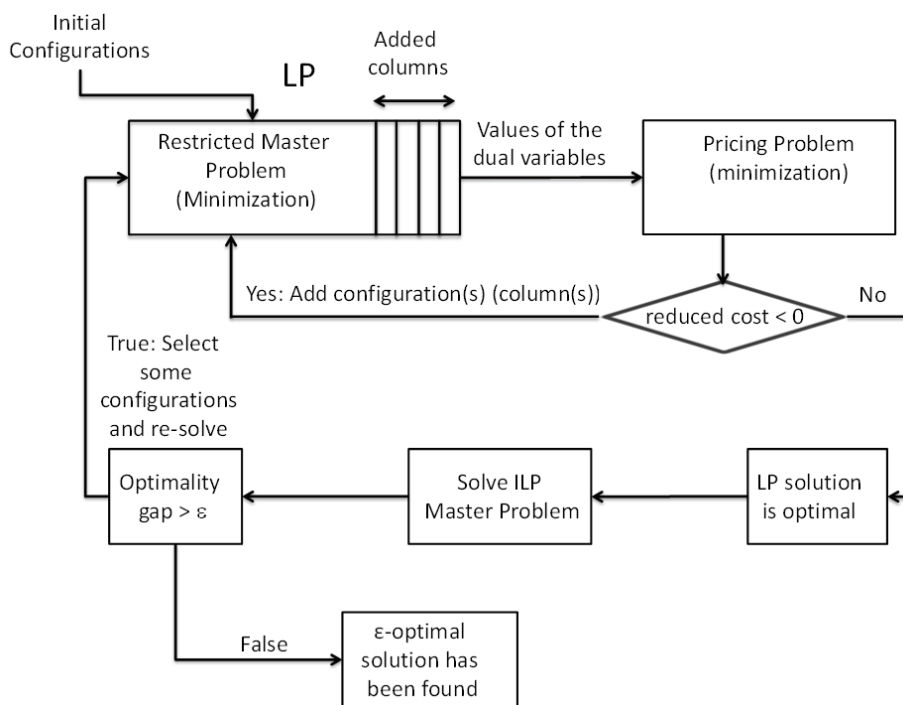 Initial
Configurations
LP
Added
columns
Restricted Master
Problem
(Minimization)
Values of the
dual variables
Pricing Problem
(minimization)
Yes: Add configuration(s) (column(s))
reduced cost < 0
No
True: Select
some
configurations
and re-solve
Optimality
gap > ε
Solve ILP
Master Problem
LP solution
is optimal
False
ε-optimal
solution has
been found